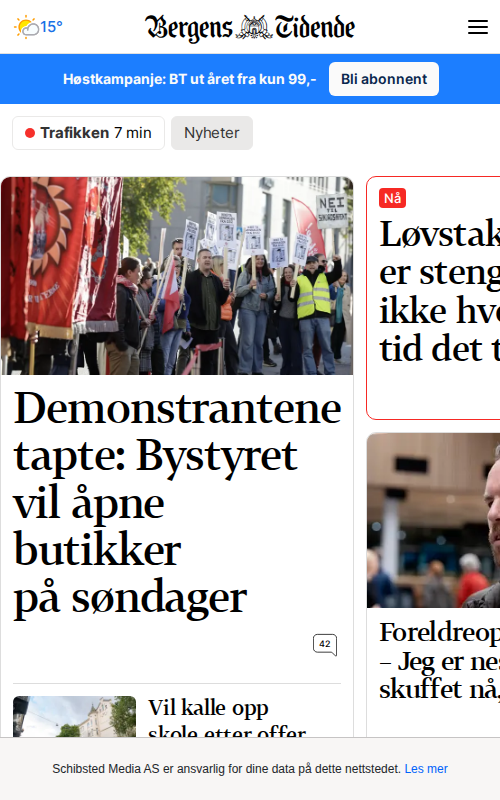 15°
Bergens Tidende
Høstkampanje: BT ut året fra kun 99,-
Bli abonnent
Trafikken 7 min
Nyheter
NEI
TIL
Demonstrantene
tapte: Bystyret
vil åpne
butikker
på søndager
42
Vil kalle opp
skole etter offer
Nå
Løvstak
er steng
ikke hvo
tid det t
Foreldreop
– Jeg er nes
skuffet nå,
Schibsted Media AS er ansvarlig for dine data på dette nettstedet. Les mer